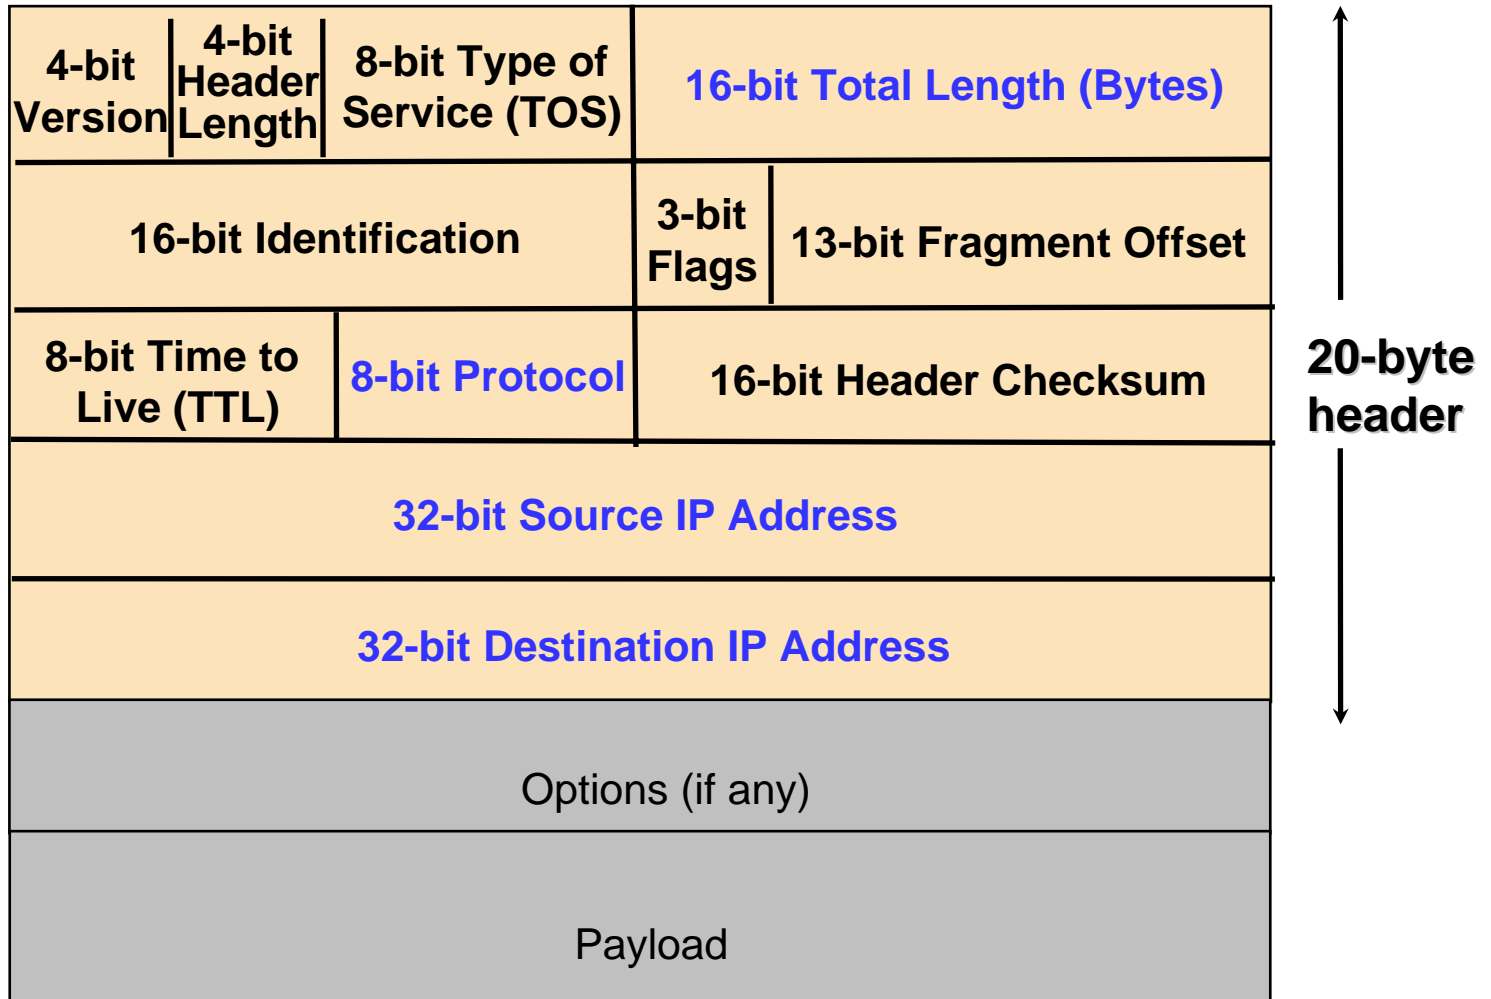 4-bit
Version
4-bit
Header
Length
8-bit Type of
Service (TOS)
16-bit Total Length (Bytes)
16-bit Identification
3-bit
Flags
13-bit Fragment Offset
8-bit Time to
Live (TTL)
8-bit Protocol
16-bit Header Checksum
20-byte
header
32-bit Source IP Address
32-bit Destination IP Address
Options (if any)
Payload